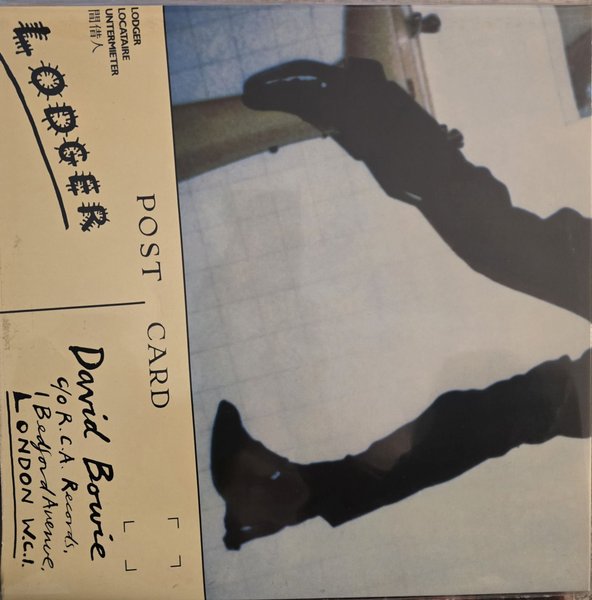 LODGER
LOCATAIRE
UNTERMIETER
間借人
POST CARD
LODGER
David Bowie
c/o R.C.A. Records,
1 Bedford Avenue,
LONDON W.C.1.